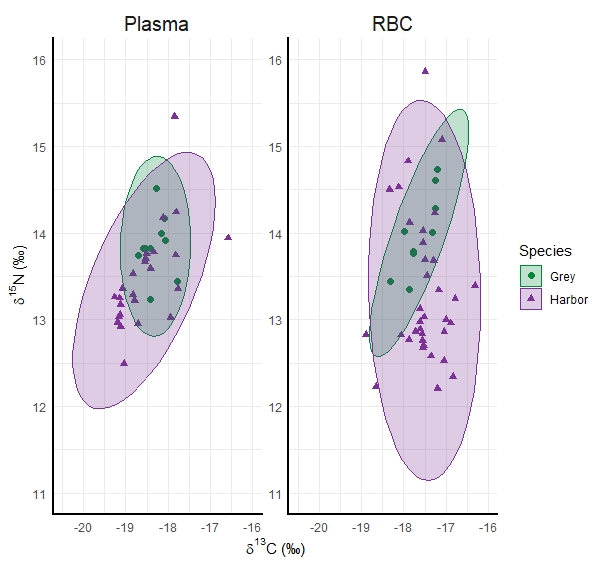 Plasma
RBC
16
15
14
13
12
11
16
15
14
13
12
11
δ¹⁵N (‰)
-20 -19 -18 -17 -16
-20 -19 -18 -17 -16
δ¹³C (‰)
Species
Grey
Harbor